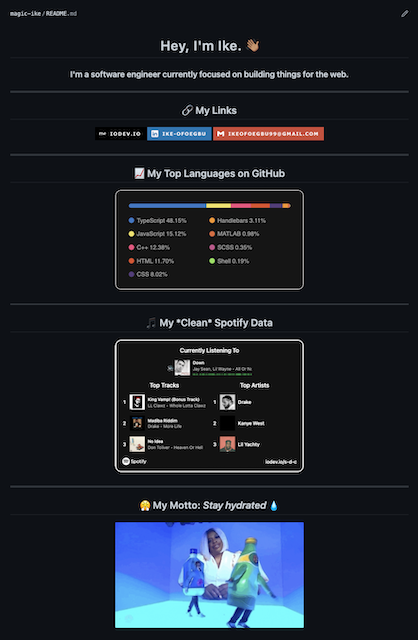 magic-ike/README.md
Hey, I'm Ike. 👋🏽
I'm a software engineer currently focused on building things for the web.
🔗 My Links
IODEV.IO
IKE-OFOEGBU
IKEOFOEGBU99@GMAIL.COM
📈 My Top Languages on GitHub
TypeScript 48.15%
Handlebars 3.11%
JavaScript 15.12%
MATLAB 0.98%
C++ 12.38%
SCSS 0.35%
HTML 11.70%
Shell 0.19%
CSS 8.02%
🎵 My *Clean* Spotify Data
Currently Listening To
Down
Jay Sean, Lil Wayne - All Or No
Top Tracks
Top Artists
1
King Vamp! (Bonus Track)
LL Clawz - Whole Lotta Clawz
1
Drake
2
Madiba Riddim
Drake - More Life
2
Kanye West
3
No Idea
Don Toliver - Heaven Or Hell
3
Lil Yachty
Spotify
iodev.io/s-d-c
My Motto: Stay hydrated 💧